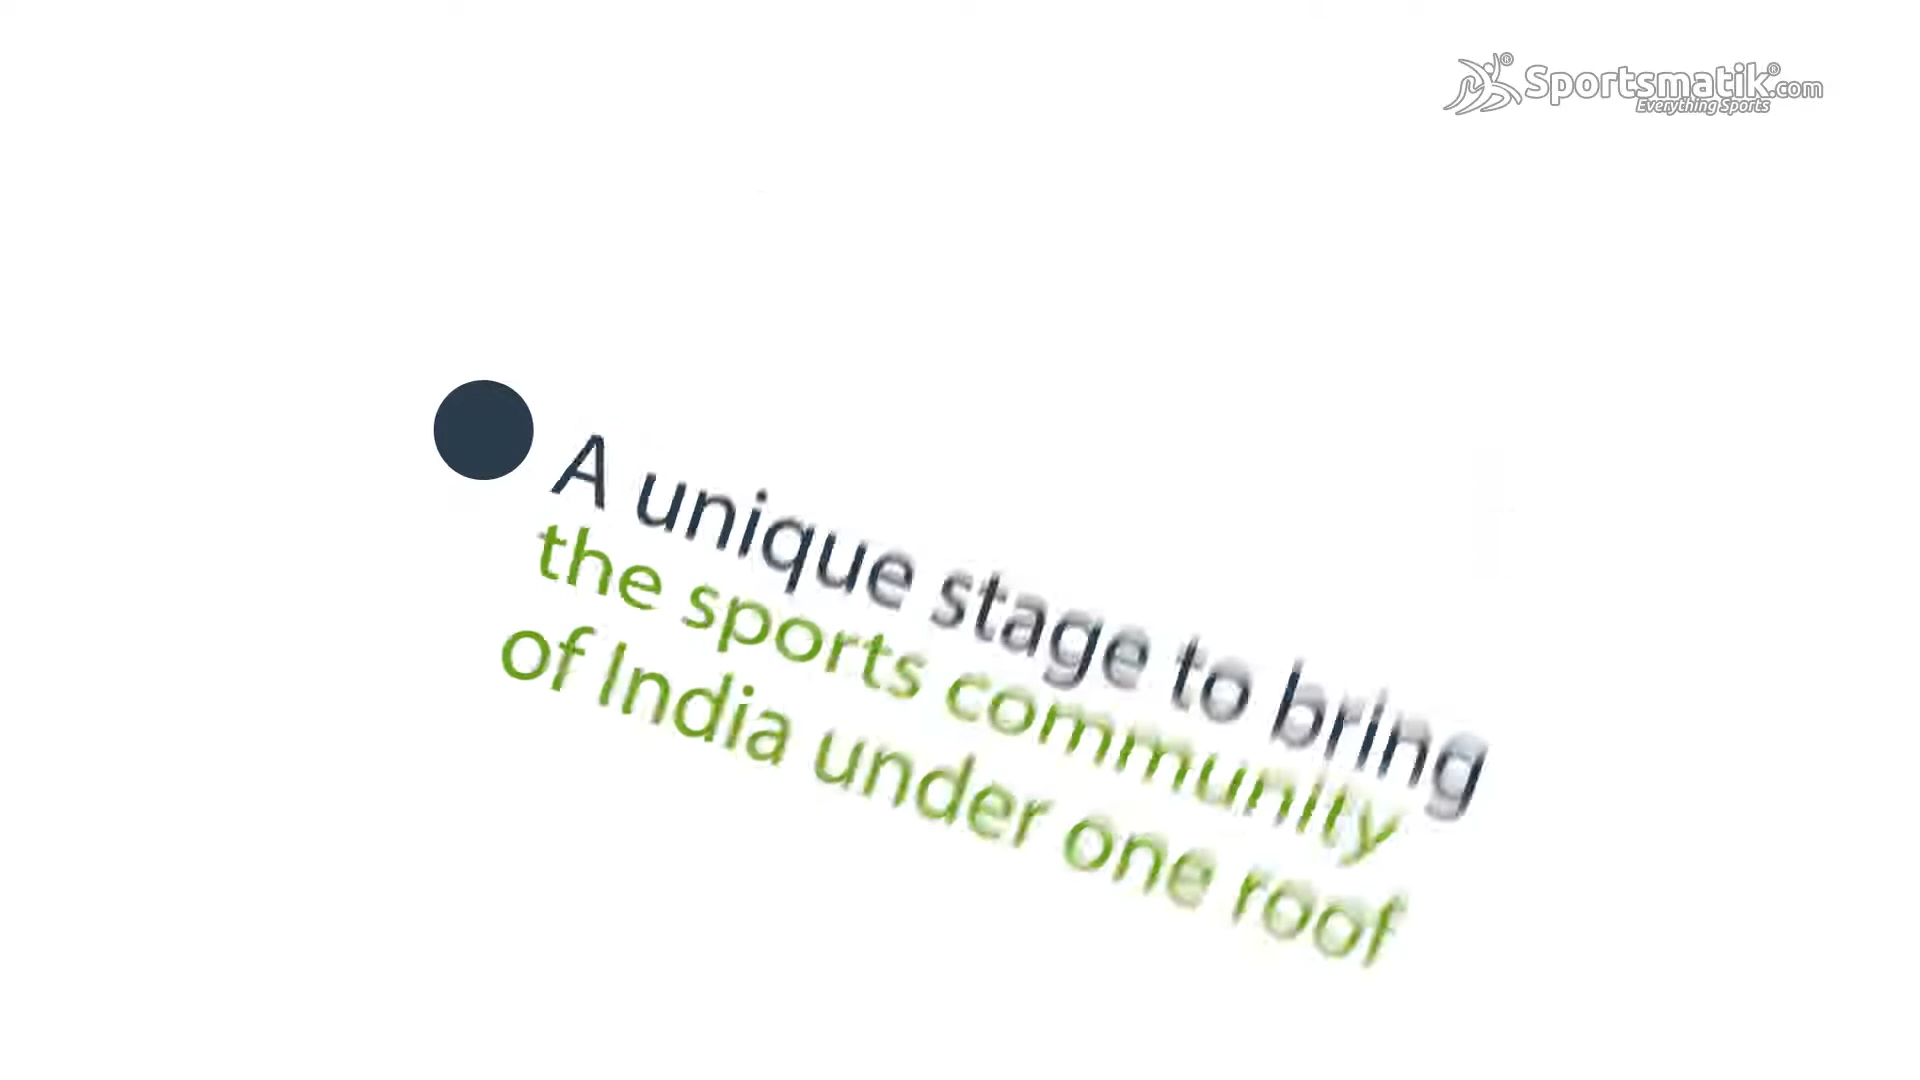 Sportsmatik.com
Everything Sports
A unique stage to bring
the sports community
of India under one roof